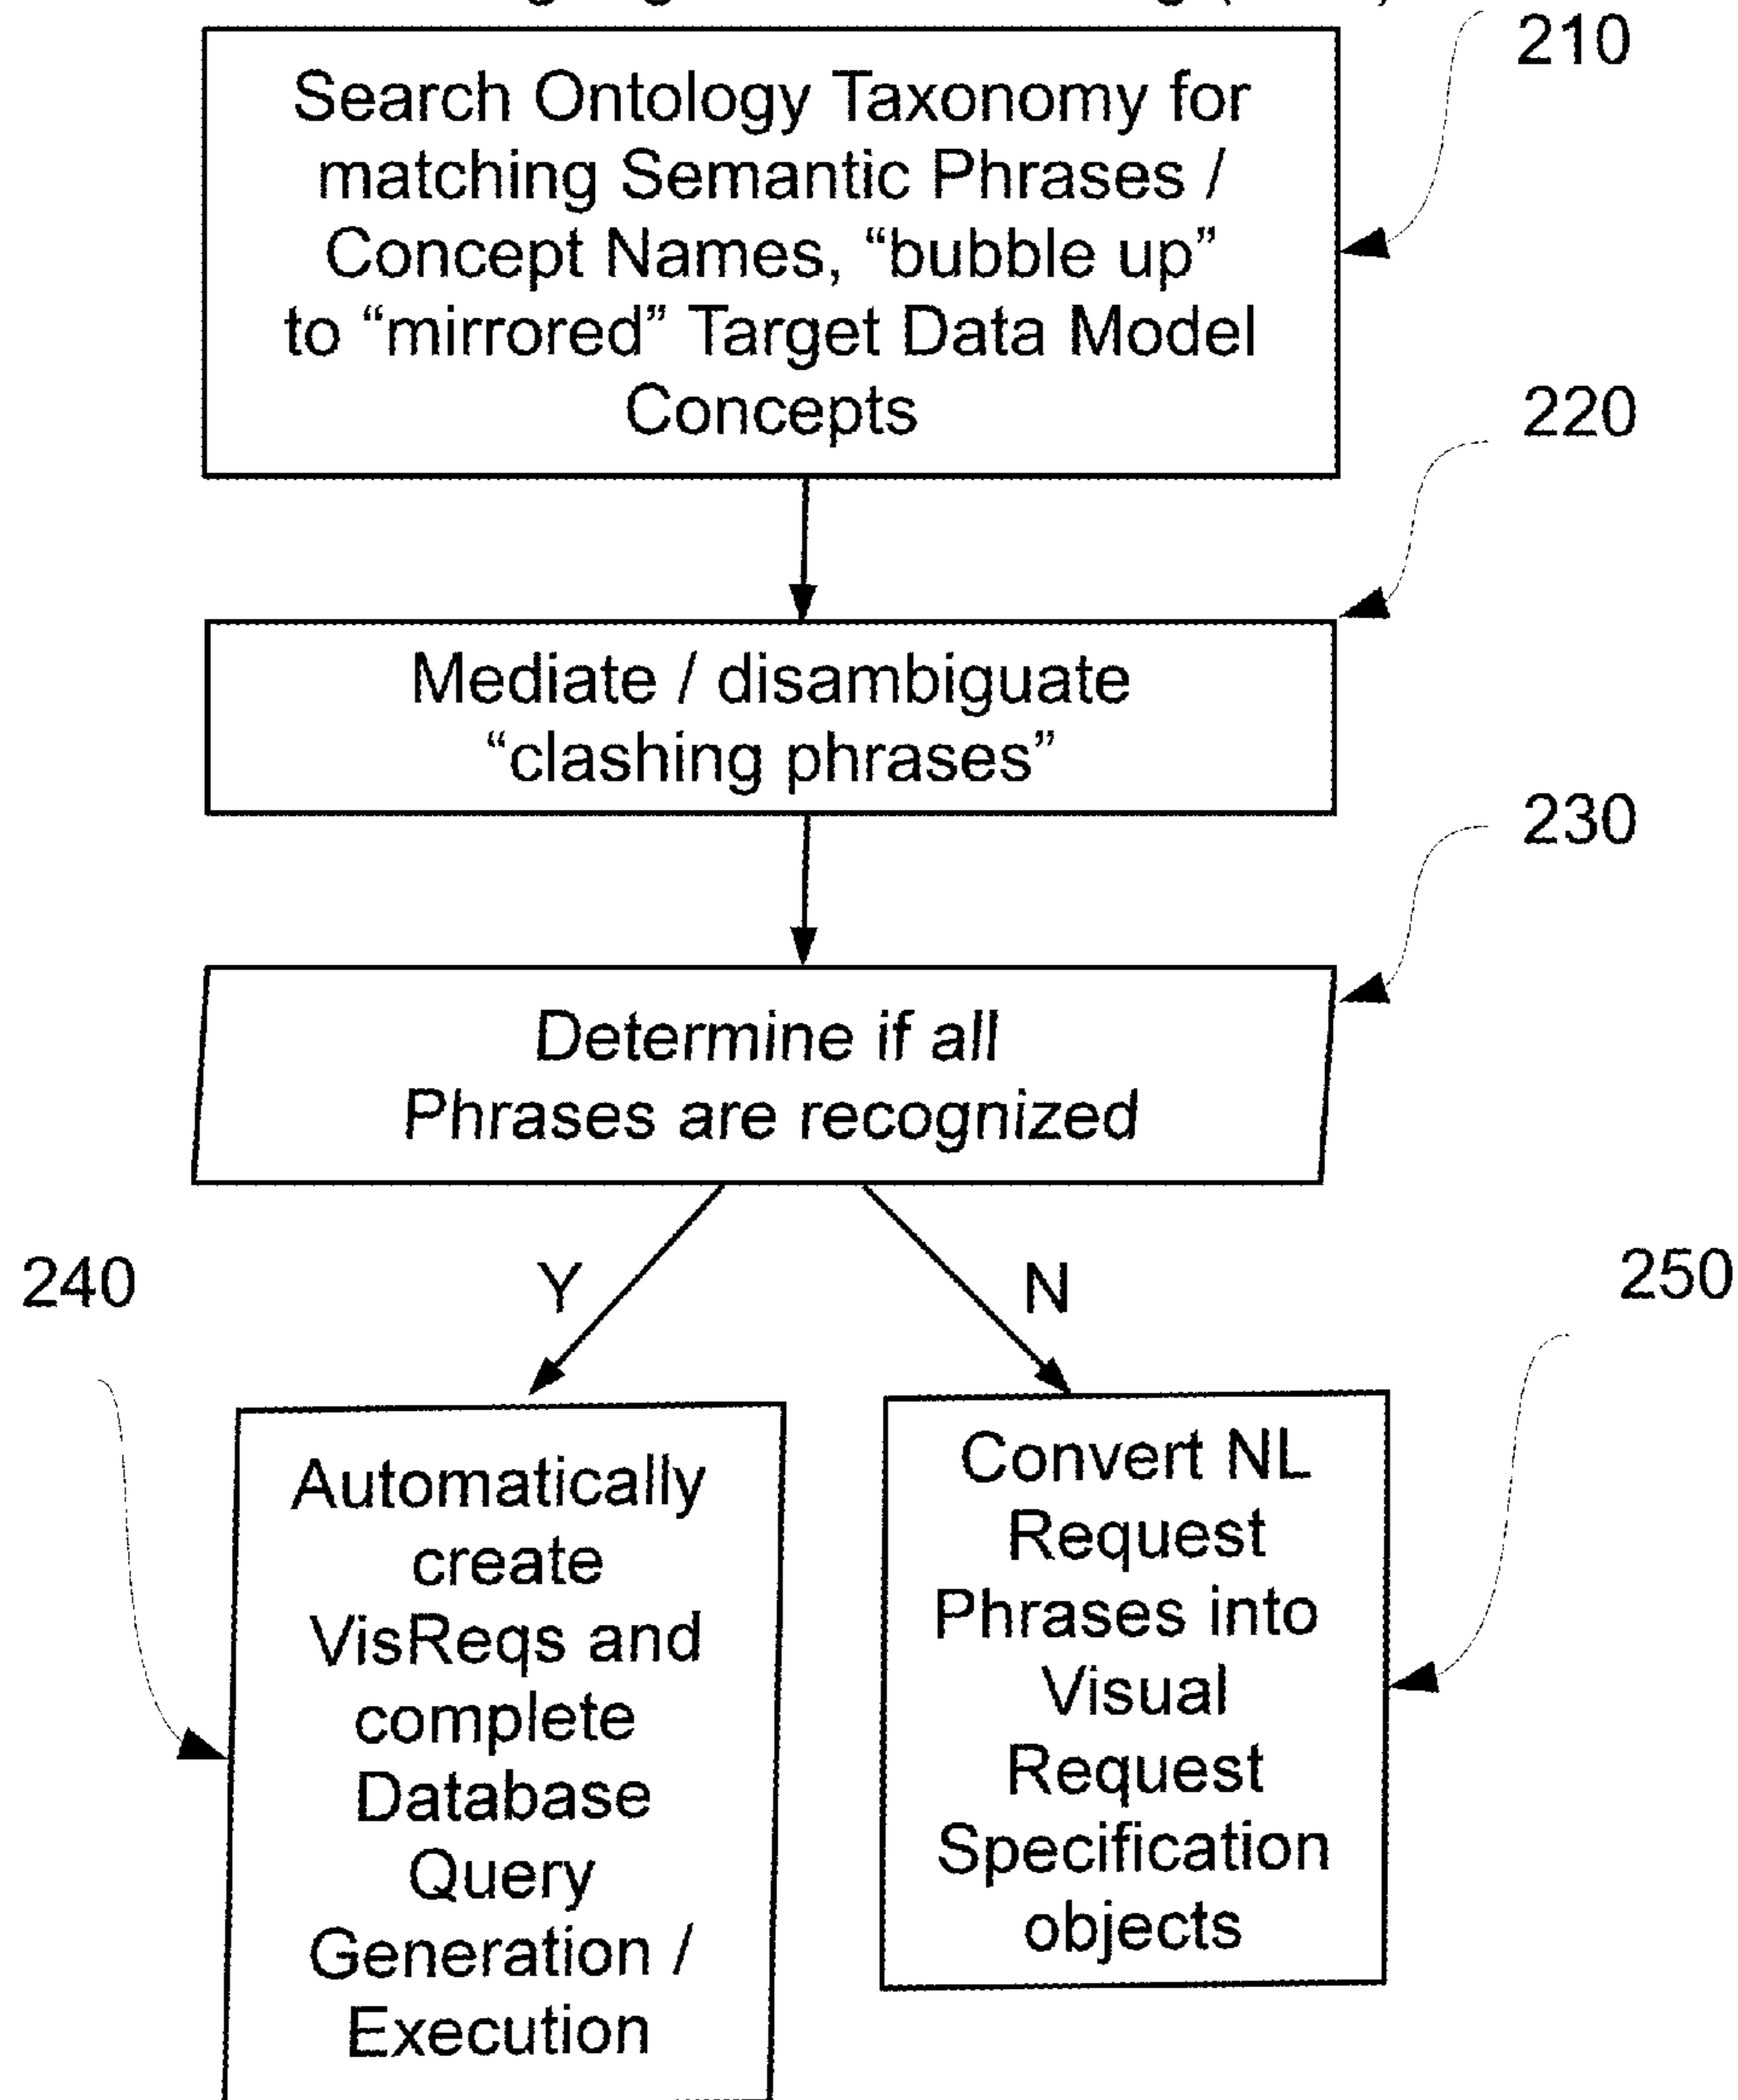 210
Search Ontology Taxonomy for
matching Semantic Phrases /
Concept Names, “bubble up”
to “mirrored” Target Data Model
Concepts
220
Mediate / disambiguate
“clashing phrases”
230
Determine if all
Phrases are recognized
Y
N
240
250
Automatically
create
VisReqs and
complete
Database
Query
Generation /
Execution
Convert NL
Request
Phrases into
Visual
Request
Specification
objects